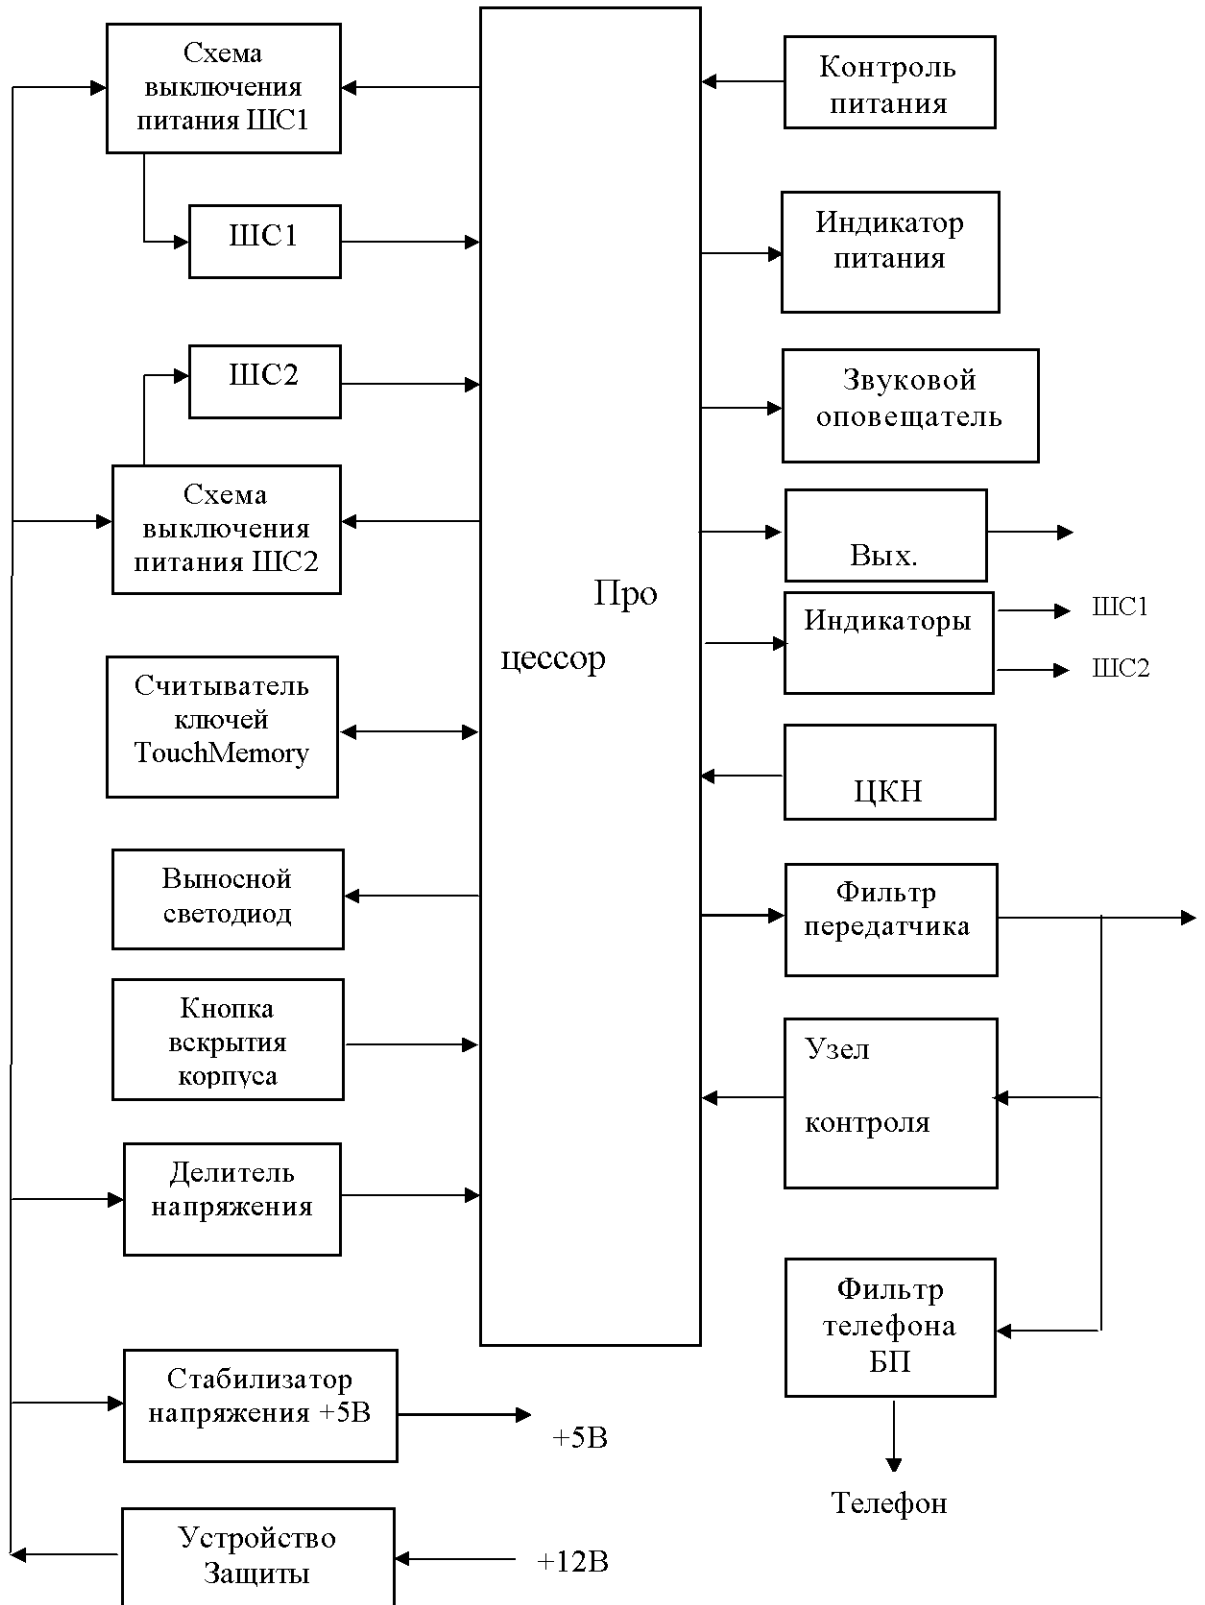 Схема
выключения
питания ШС1
ШС1
ШС2
Схема
выключения
питания ШС2
Считыватель
ключей
TouchMemory
Выносной
светодиод
Кнопка
вскрытия
корпуса
Делитель
напряжения
Стабилизатор
напряжения +5В
+5В
Устройство
Защиты
+12В
Про
цессор
Контроль
питания
Индикатор
питания
Звуковой
оповещатель
Вых.
Индикаторы
ШС1
ШС2
ЦКН
Фильтр
передатчика
Узел
контроля
Фильтр
телефона
БП
Телефон